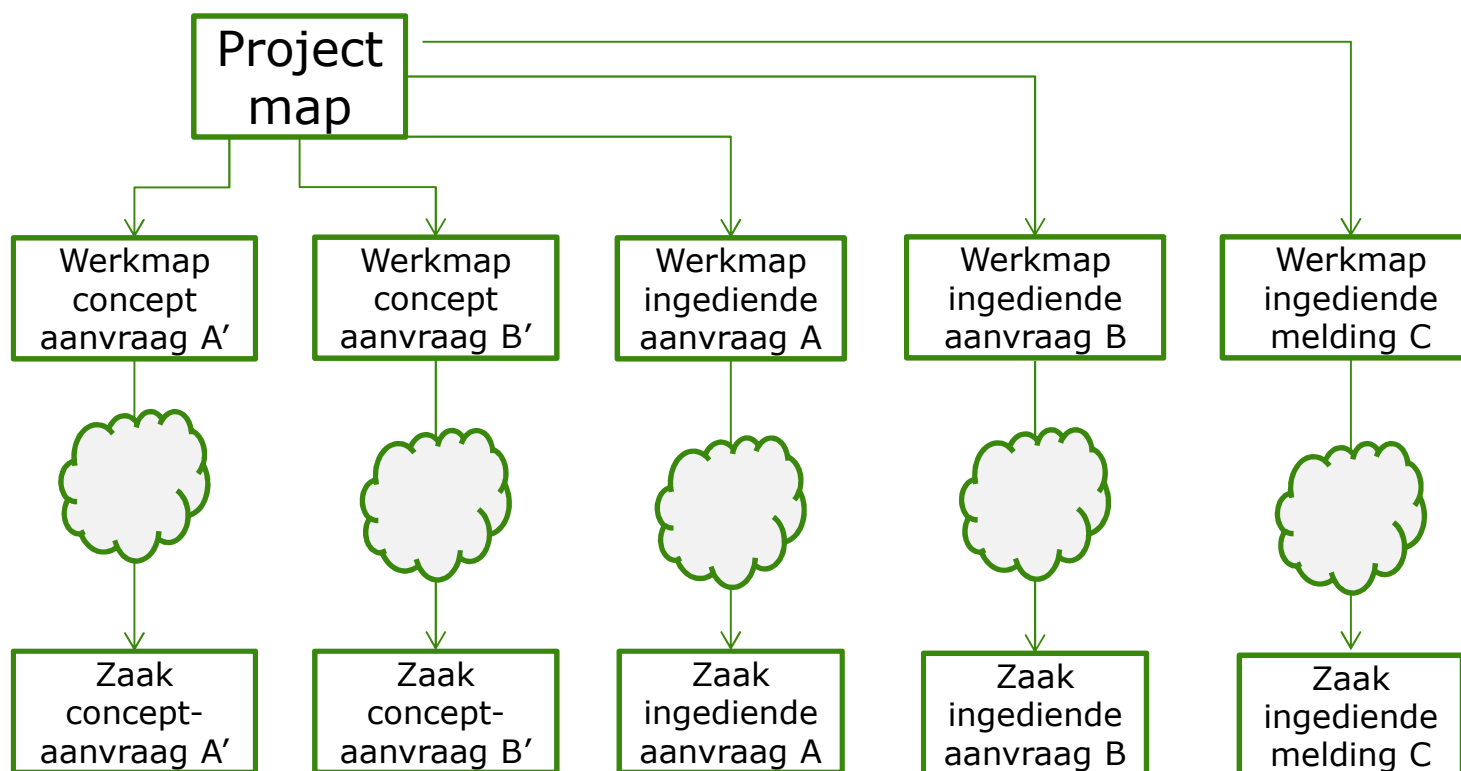 Project
map
Werkmap
concept
aanvraag A’
Werkmap
concept
aanvraag B’
Werkmap
ingediende
aanvraag A
Werkmap
ingediende
aanvraag B
Werkmap
ingediende
melding C
Zaak
concept-
aanvraag A’
Zaak
concept-
aanvraag B’
Zaak
ingediende
aanvraag A
Zaak
ingediende
aanvraag B
Zaak
ingediende
melding C